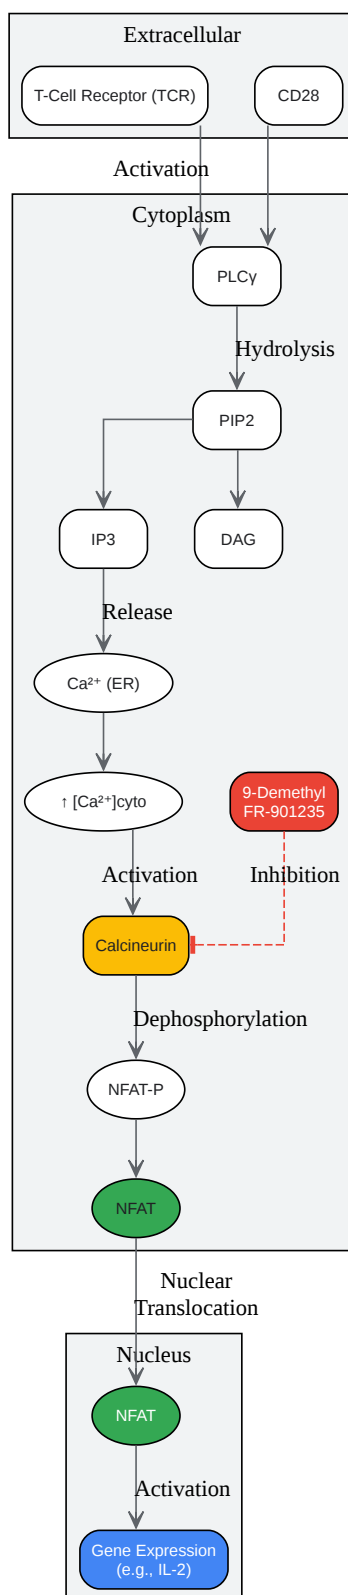 Extracellular
T-Cell Receptor (TCR)
CD28
Activation
Cytoplasm
PLCγ
Hydrolysis
PIP2
IP3
DAG
Release
Ca²⁺ (ER)
↑ [Ca²⁺]cyto
9-Demethyl
FR-901235
Activation
Inhibition
Calcineurin
Dephosphorylation
NFAT-P
NFAT
Nuclear
Translocation
Nucleus
NFAT
Activation
Gene Expression
(e.g., IL-2)